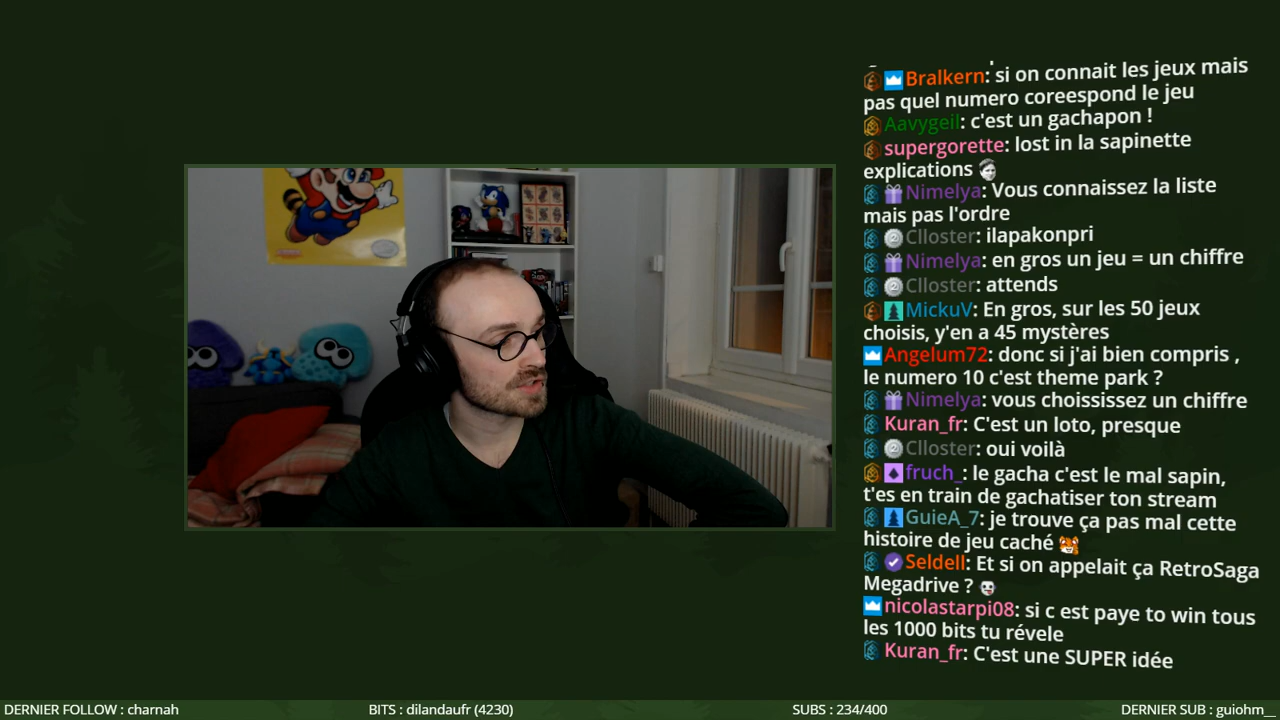 Bralkern: si on connait les jeux mais
pas quel numero coreespond le jeu
Aavygeil: c'est un gachapon !
supergorette: lost in la sapinette
explications
Nimelya: Vous connaissez la liste
mais pas l'ordre
Clloster: ilapakonpri
Nimelya: en gros un jeu = un chiffre
Clloster: attends
MickuV: En gros, sur les 50 jeux
choisis, y'en a 45 mystères
Angelum72: donc si j'ai bien compris ,
le numero 10 c'est theme park ?
Nimelya: vous choississez un chiffre
Kuran_fr: C'est un loto, presque
Clloster: oui voilà
fruch_: le gacha c'est le mal sapin,
t'es en train de gachatiser ton stream
GuieA_7: je trouve ça pas mal cette
histoire de jeu caché
Seldell: Et si on appelait ça RetroSaga
Megadrive ?
nicolastarpi08: si c est paye to win tous
les 1000 bits tu révele
Kuran_fr: C'est une SUPER idée
DERNIER FOLLOW : charnah
BITS : dilandaufr (4230)
SUBS : 234/400
DERNIER SUB : guiohm__